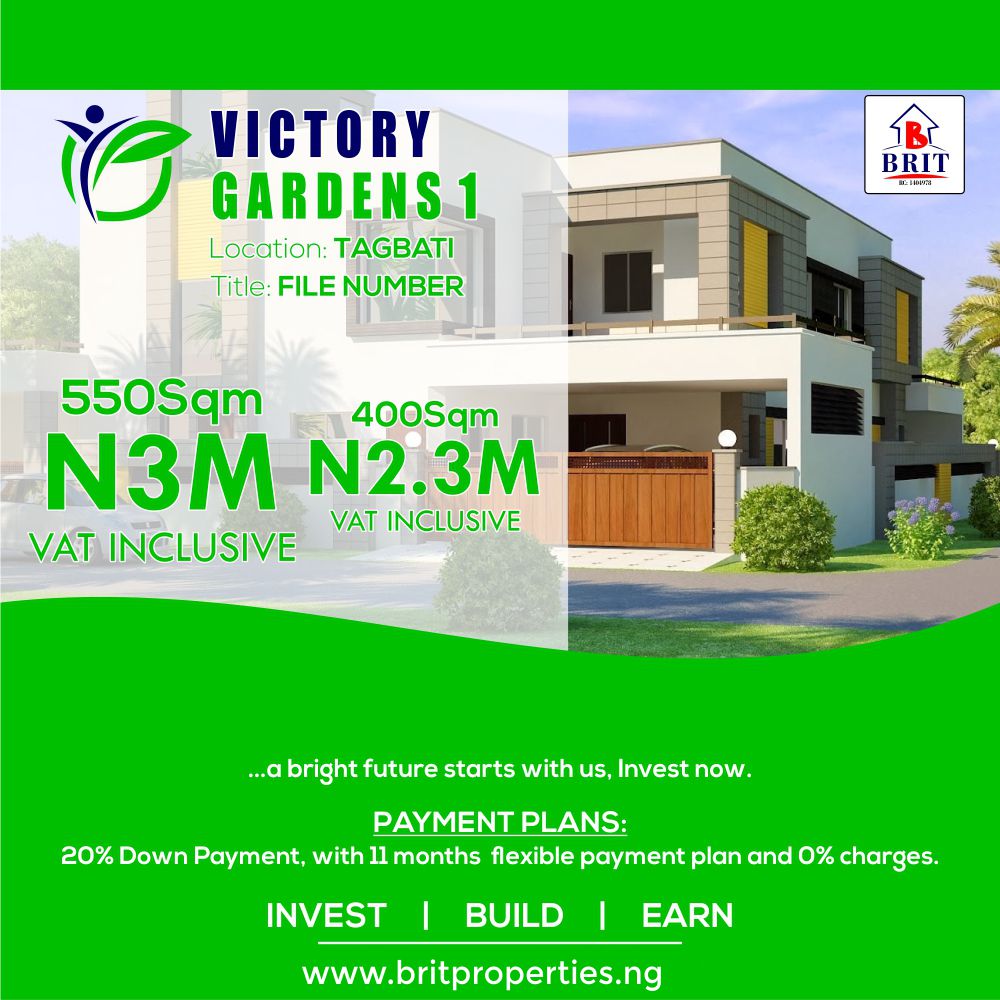 VICTORY
GARDENS 1
Location: TAGBATI
Title: FILE NUMBER
BRIT
RC: 1404978
550Sqm
N3M
VAT INCLUSIVE
400Sqm
N2.3M
VAT INCLUSIVE
...a bright future starts with us, Invest now.
PAYMENT PLANS:
20% Down Payment, with 11 months flexible payment plan and 0% charges.
INVEST | BUILD | EARN
www.britproperties.ng